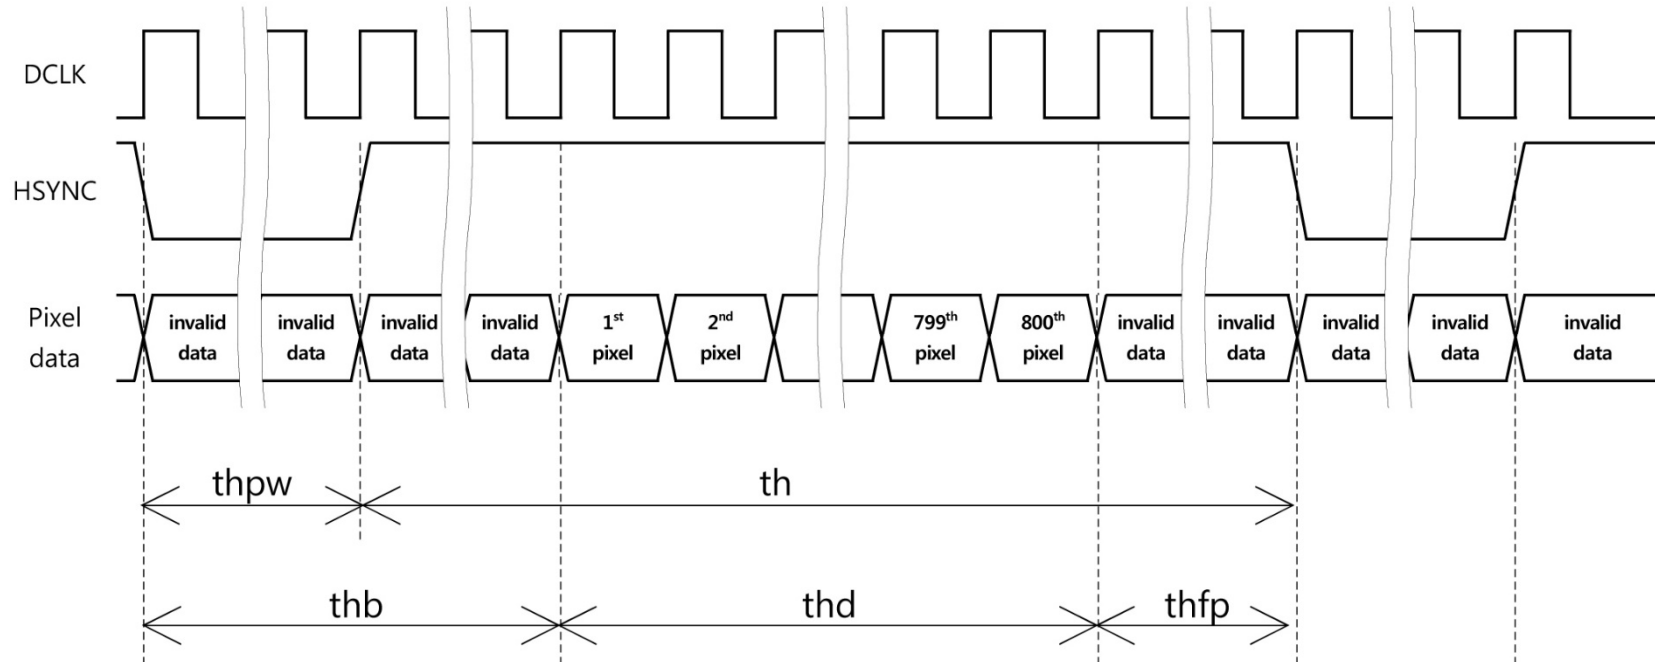 DCLK
HSYNC
Pixel
data
invalid invalid invalid invalid 1st 2nd 799th 800th invalid invalid invalid invalid invalid
data data data data pixel pixel pixel pixel data data data data data
thpw th
thb thd thfp